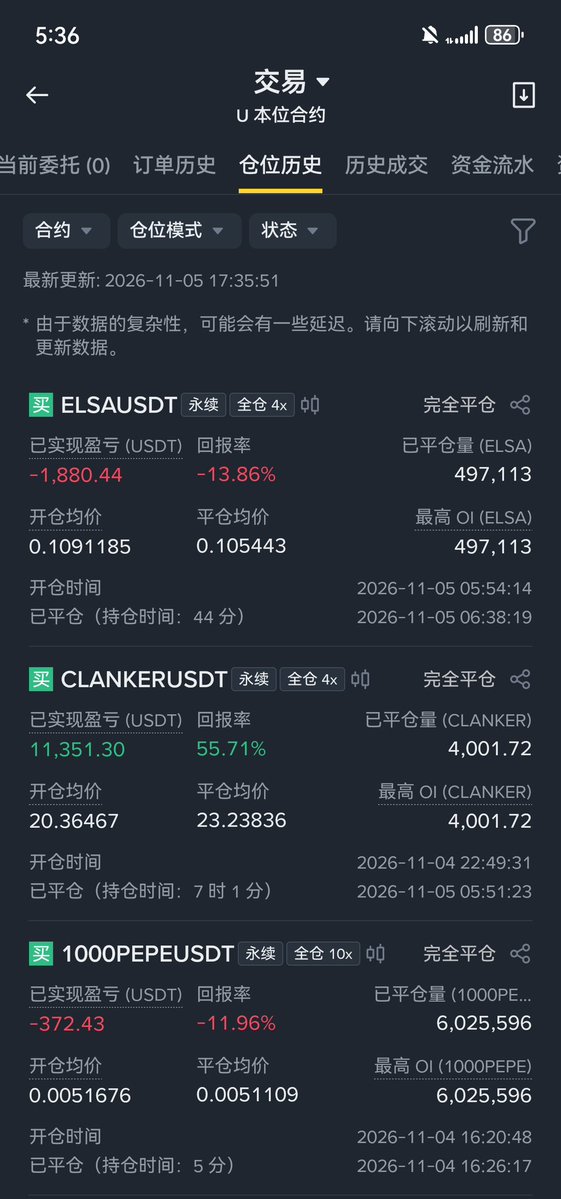 5:36
86
交易
U 本位合约
当前委托 (0) 订单历史 仓位历史 历史成交 资金流水
合约 仓位模式 状态
最新更新: 2026-11-05 17:35:51
* 由于数据的复杂性，可能会有一些延迟。请向下滚动以刷新和
更新数据。
买 ELSAUSDT 永续 全仓 4x 完全平仓
已实现盈亏 (USDT) 回报率 已平仓量 (ELSA)
-1,880.44 -13.86% 497,113
开仓均价 平仓均价 最高 OI (ELSA)
0.1091185 0.105443 497,113
开仓时间 2026-11-05 05:54:14
已平仓（持仓时间: 44 分） 2026-11-05 06:38:19
买 CLANKERUSDT 永续 全仓 4x 完全平仓
已实现盈亏 (USDT) 回报率 已平仓量 (CLANKER)
11,351.30 55.71% 4,001.72
开仓均价 平仓均价 最高 OI (CLANKER)
20.36467 23.23836 4,001.72
开仓时间 2026-11-04 22:49:31
已平仓（持仓时间: 7 时 1 分） 2026-11-05 05:51:23
买 1000PEPEUSDT 永续 全仓 10x 完全平仓
已实现盈亏 (USDT) 回报率 已平仓量 (1000PE...
-372.43 -11.96% 6,025,596
开仓均价 平仓均价 最高 OI (1000PEPE)
0.0051676 0.0051109 6,025,596
开仓时间 2026-11-04 16:20:48
已平仓（持仓时间: 5 分） 2026-11-04 16:26:17